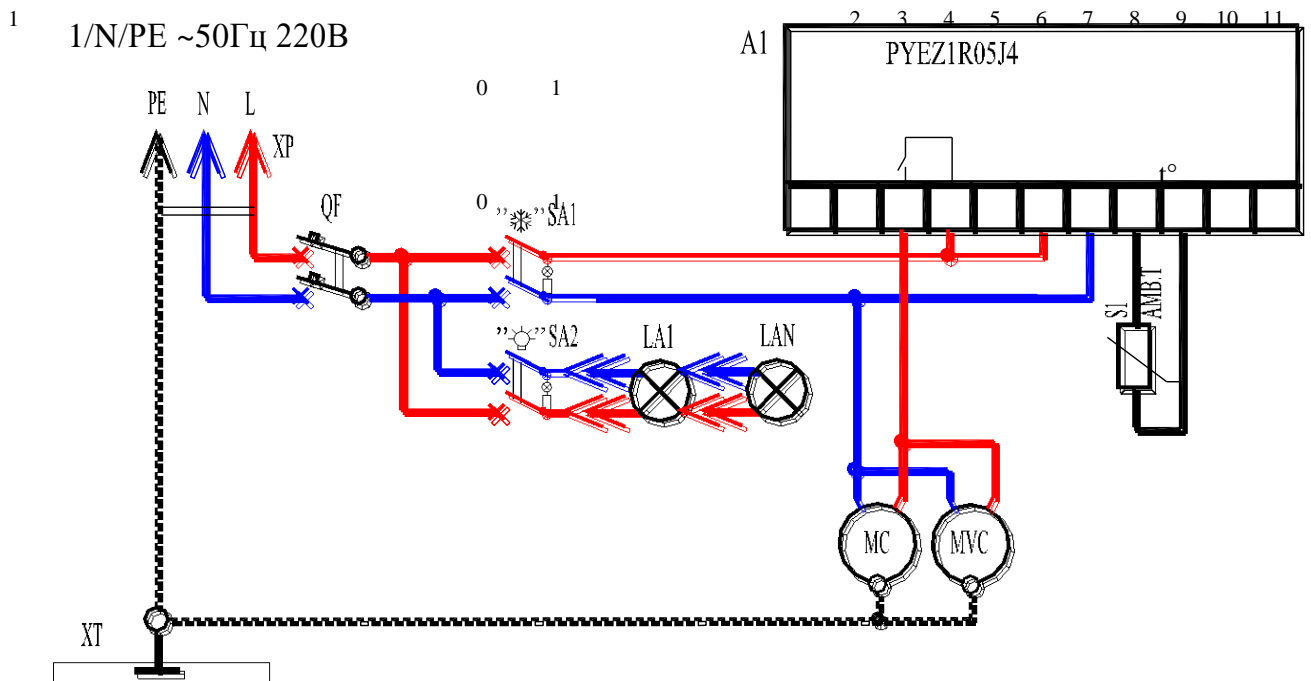 1
2 3 4 5 6 7 8 9 10 11
1/N/PE ~50Гц 220В
A1
PYEZ1R05J4
0 1
PE N L
XP
t°
QF
0 1
"❄" SA1
S1
AMB.T
"💡" SA2 LA1 LAN
MC MVC
XT